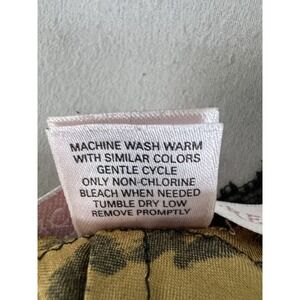 MACHINE WASH WARM
WITH SIMILAR COLORS
GENTLE CYCLE
ONLY NON-CHLORINE
BLEACH WHEN NEEDED
TUMBLE DRY LOW
REMOVE PROMPTLY